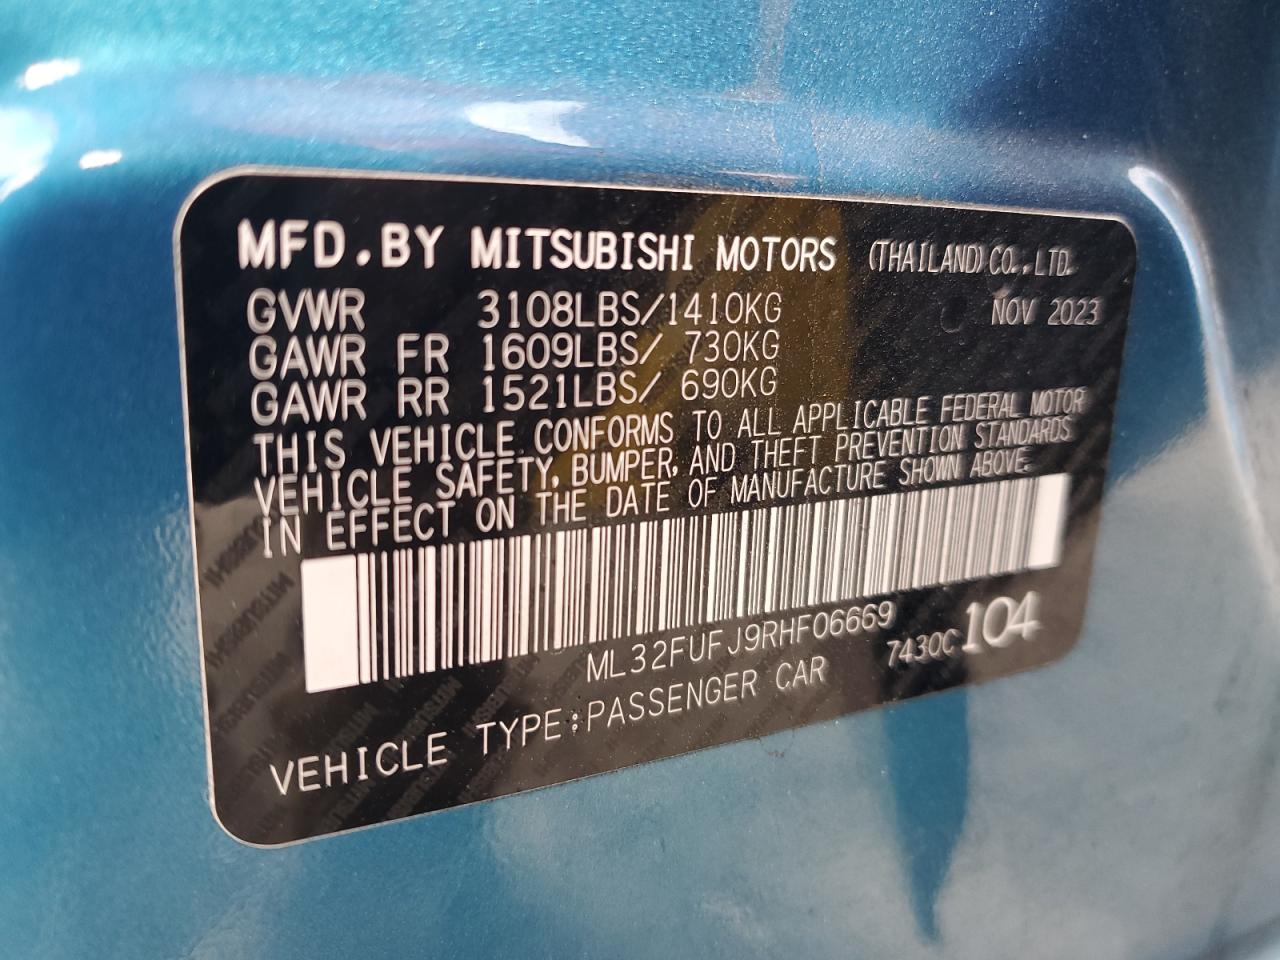 MFD.BY MITSUBISHI MOTORS (THAILAND)CO.,LTD.
GVWR 3108LBS/1410KG NOV 2023
GAWR FR 1609LBS/ 730KG
GAWR RR 1521LBS/ 690KG
THIS VEHICLE CONFORMS TO ALL APPLICABLE FEDERAL MOTOR
VEHICLE SAFETY, BUMPER, AND THEFT PREVENTION STANDARDS
IN EFFECT ON THE DATE OF MANUFACTURE SHOWN ABOVE.
ML32FUFJ9RHF06669
7430C104
VEHICLE TYPE:PASSENGER CAR